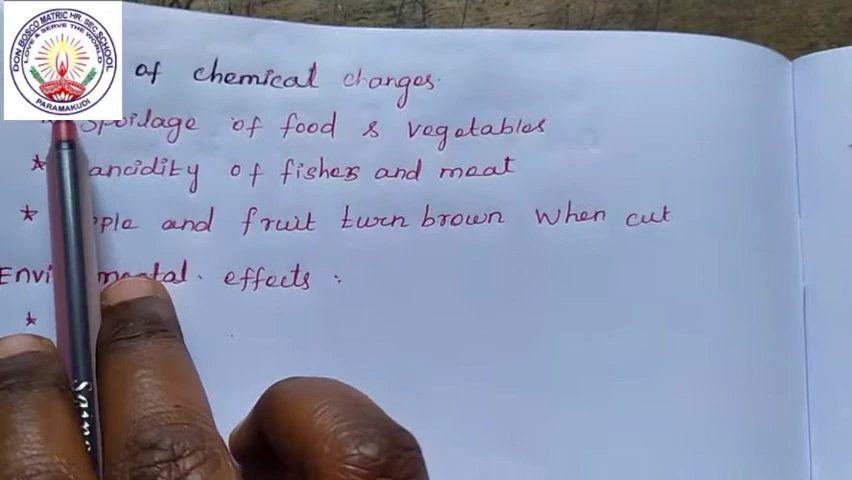 DON BOSCO MATRIC HR. SEC. SCHOOL
LOVE & SERVE THE WORLD
PARAMAKUDI
of chemical changes.
* Spoilage of food & vegetables
* ancidity of fishes and meat
* pple and fruit turn brown when cut
Envi mental effects :
*